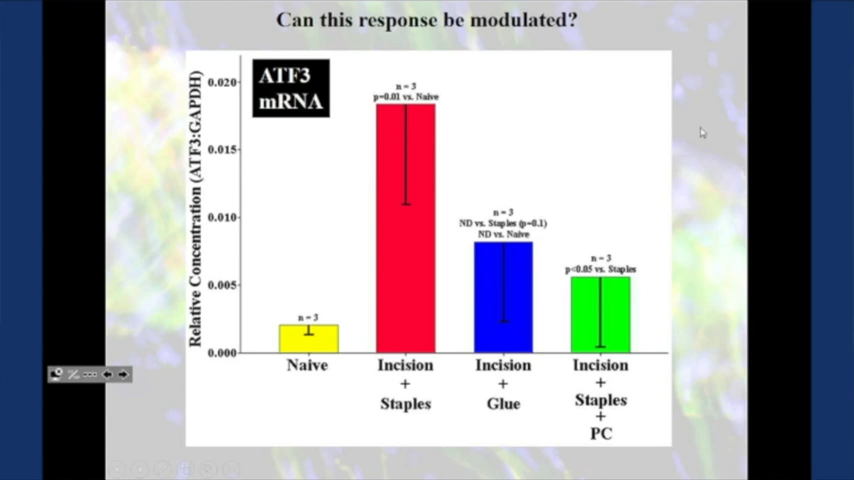 Can this response be modulated?
ATF3
mRNA
Relative Concentration (ATF3:GAPDH)
0.020
0.015
0.010
0.005
0.000
n = 3
n = 3
p=0.01 vs. Naive
n = 3
ND vs. Staples (p=0.1)
ND vs. Naive
n = 3
p<0.05 vs. Staples
Naive
Incision
+
Staples
Incision
+
Glue
Incision
+
Staples
+
PC